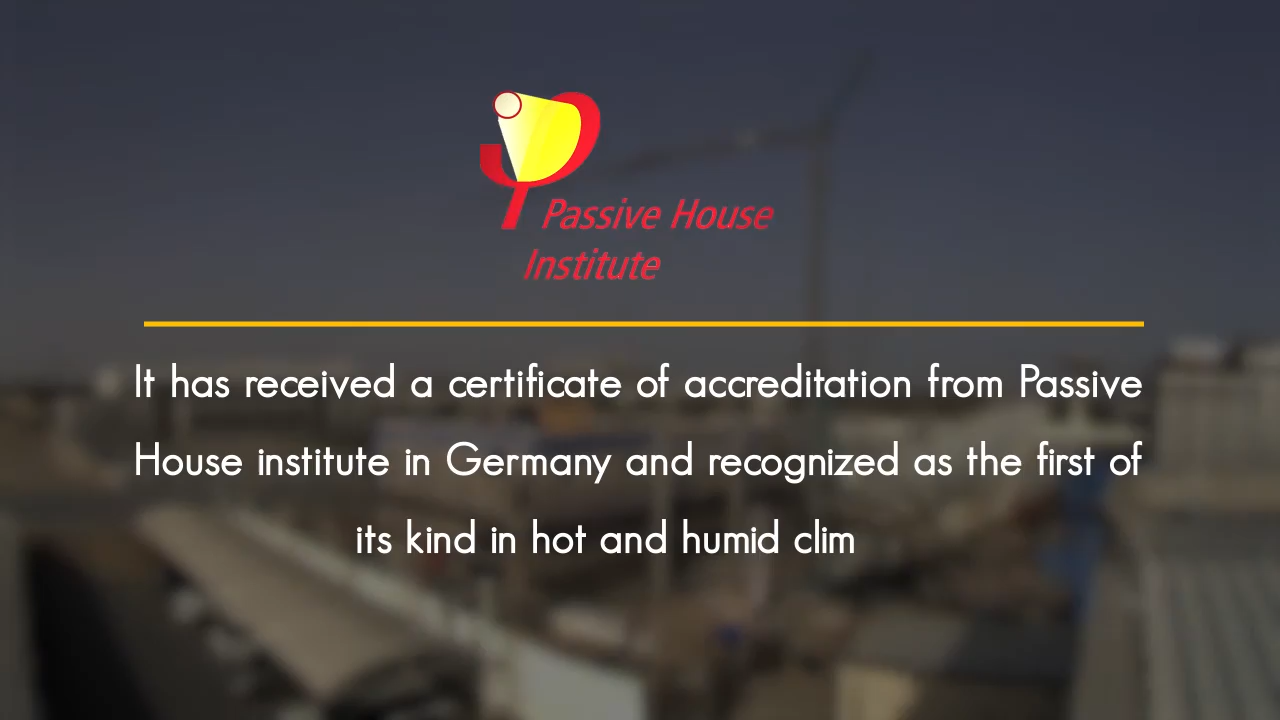 Passive House
Institute
It has received a certificate of accreditation from Passive
House institute in Germany and recognized as the first of
its kind in hot and humid clim